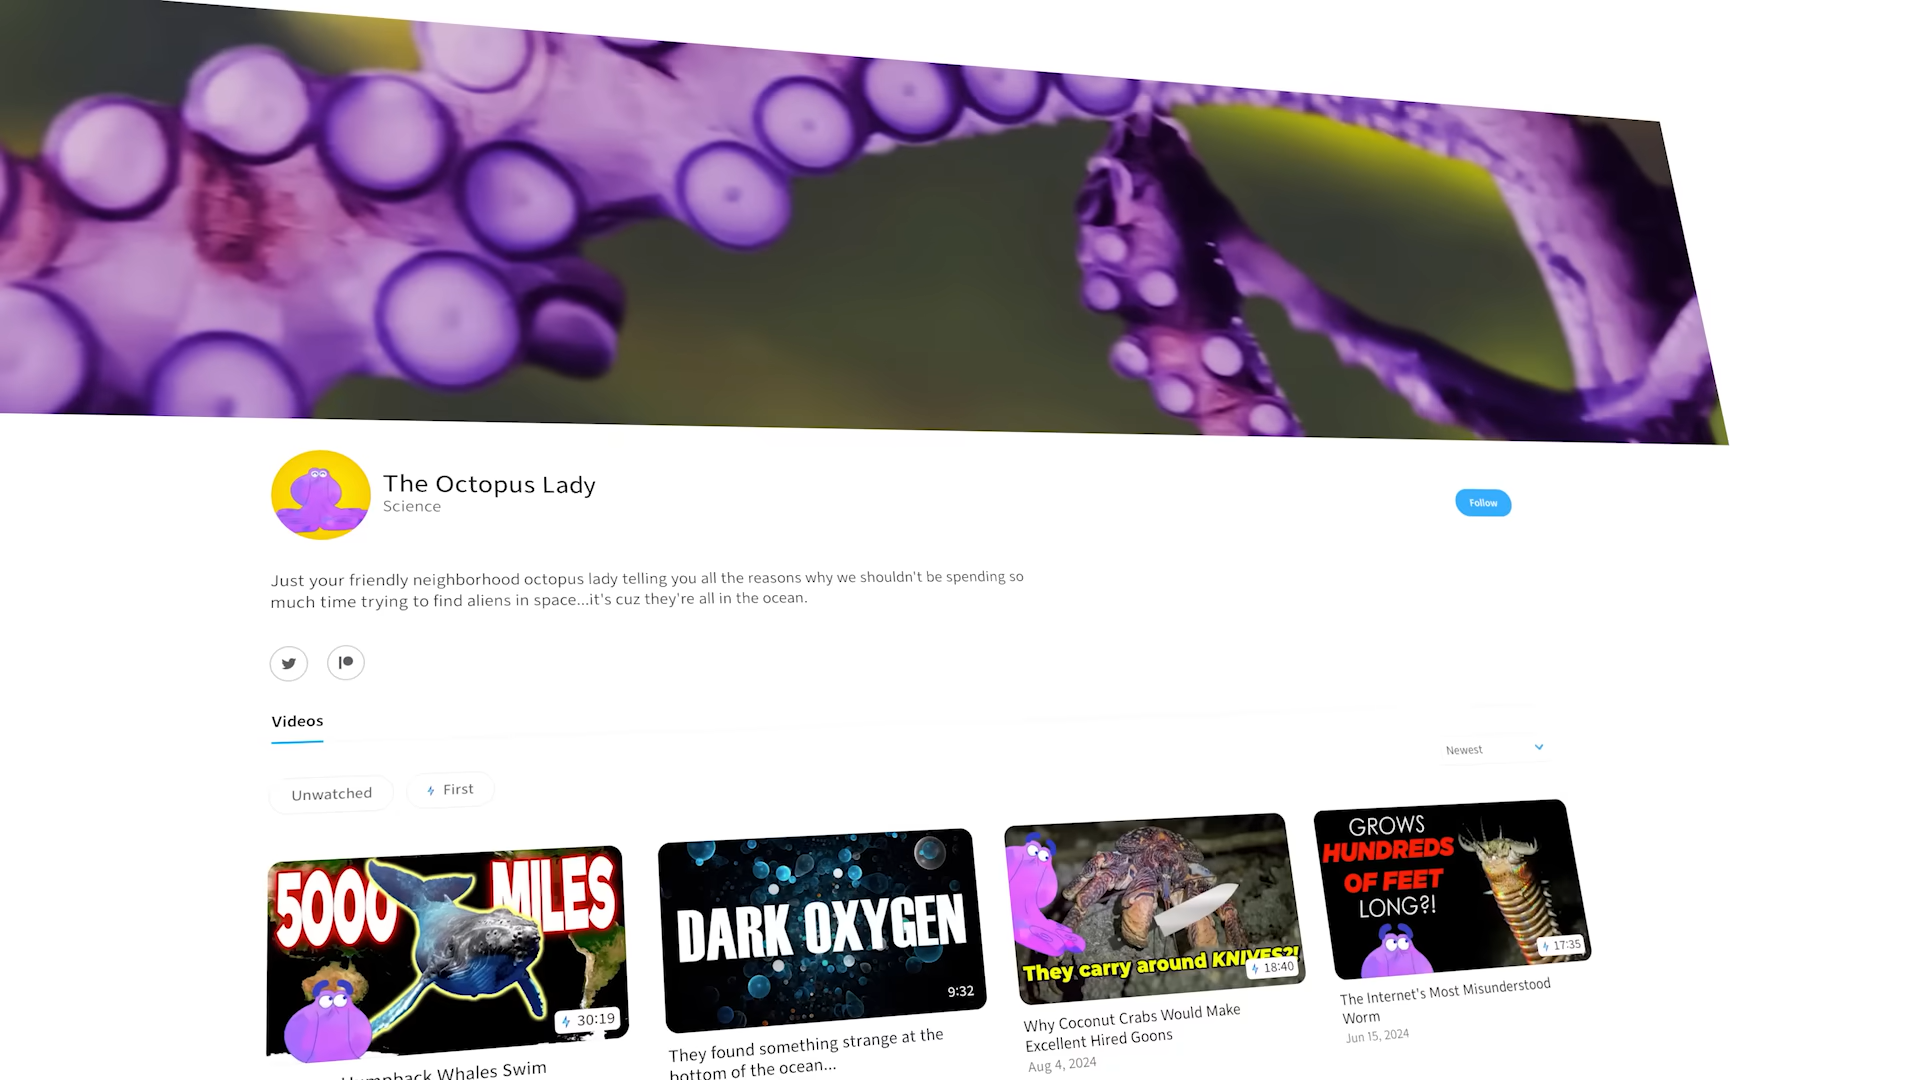 The Octopus Lady
Science
Follow
Just your friendly neighborhood octopus lady telling you all the reasons why we shouldn't be spending so
much time trying to find aliens in space...it's cuz they're all in the ocean.
Videos
Newest
Unwatched
First
5000 MILES
30:19
DARK OXYGEN
9:32
They carry around KNIVES?!
18:40
GROWS
HUNDREDS
OF FEET
LONG?!
17:35
Humpback Whales Swim
They found something strange at the
bottom of the ocean...
Why Coconut Crabs Would Make
Excellent Hired Goons
Aug 4, 2024
The Internet's Most Misunderstood
Worm
Jun 15, 2024